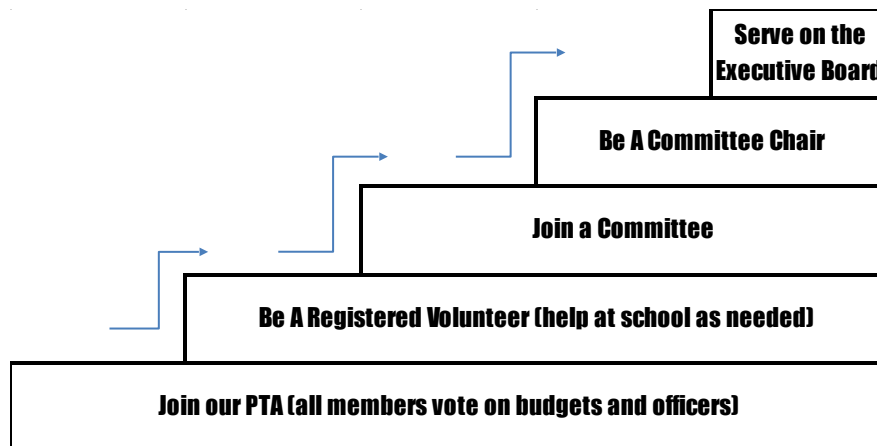 Serve on the
Executive Board
Be A Committee Chair
Join a Committee
Be A Registered Volunteer (help at school as needed)
Join our PTA (all members vote on budgets and officers)